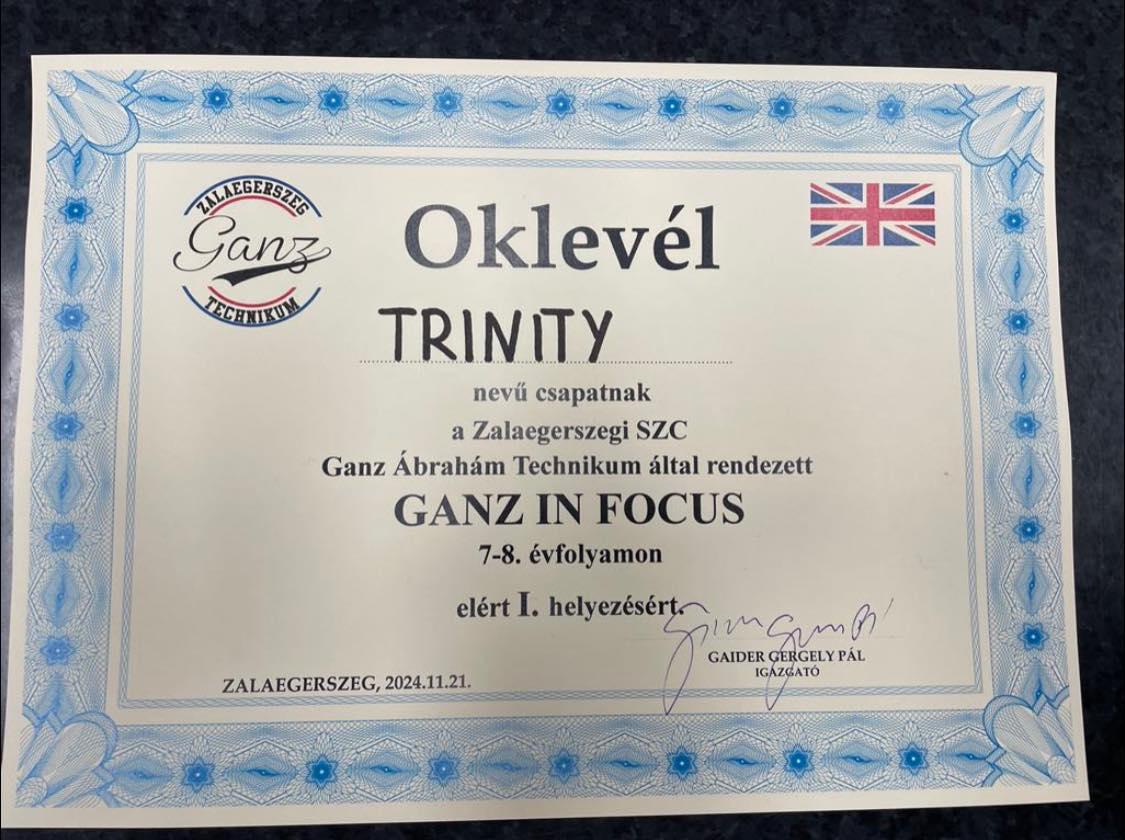 ZALAEGERSZEG
Ganz
TECHNIKUM
Oklevél
TRINITY
nevű csapatnak
a Zalaegerszegi SZC
Ganz Ábrahám Technikum által rendezett
GANZ IN FOCUS
7-8. évfolyamon
elért I. helyezésért.
GAIDER GERGELY PÁL
IGAZGATÓ
ZALAEGERSZEG, 2024.11.21.